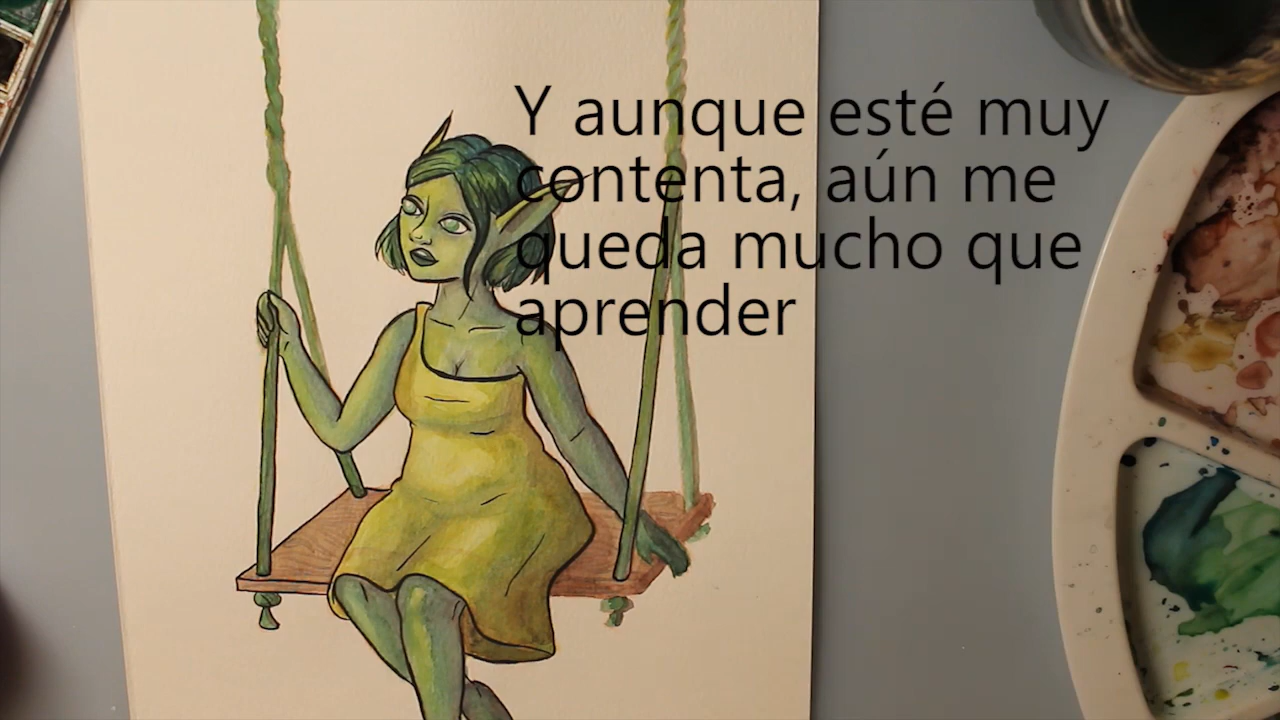 Y aunque esté muy
contenta, aún me
queda mucho que
aprender